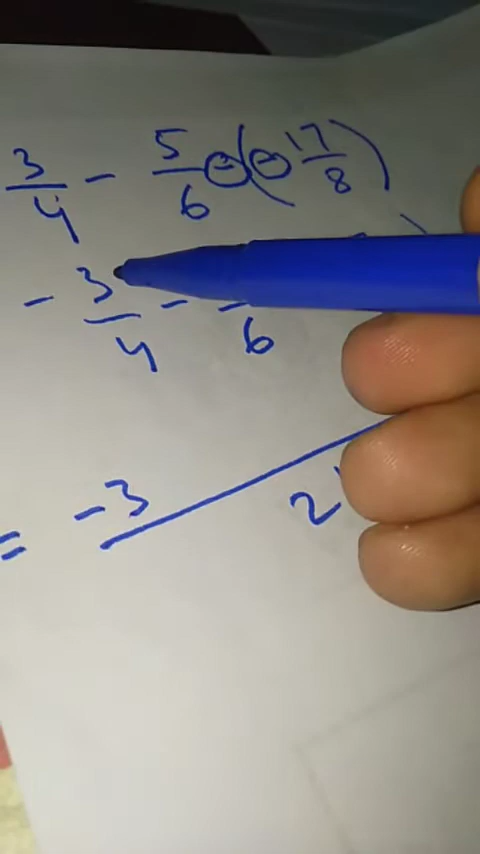 3/4 - 5/6 - (-17/8)
- 3/4 - /6
= -3/2